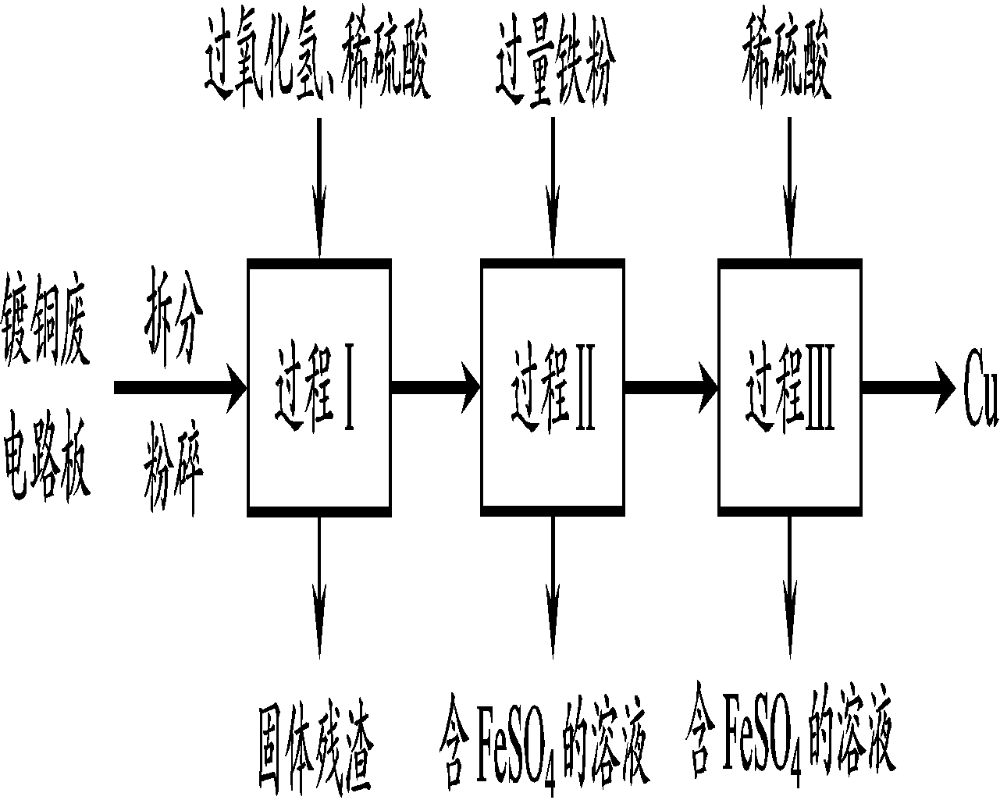 过氧化氢、稀硫酸
过量铁粉
稀硫酸
镀铜废
电路板
拆分
粉碎
过程Ⅰ
过程Ⅱ
过程Ⅲ
Cu
固体残渣
含FeSO₄的溶液
含FeSO₄的溶液